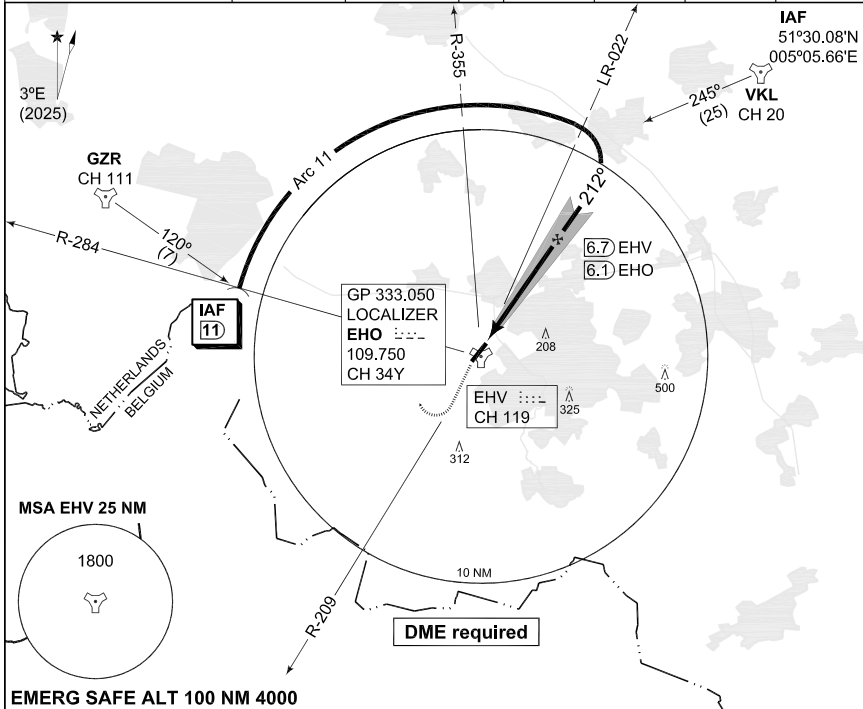 IAF
51º30.08'N
005º05.66'E
R-355
LR-022
3ºE
(2025)
245º
(25)
VKL
CH 20
GZR
CH 111
Arc 11
212º
R-284
120º
(7)
6.7 EHV
6.1 EHO
IAF
11
GP 333.050
LOCALIZER
EHO
109.750
CH 34Y
208
NETHERLANDS
BELGIUM
500
EHV
CH 119
325
312
MSA EHV 25 NM
1800
10 NM
R-209
DME required
EMERG SAFE ALT 100 NM 4000